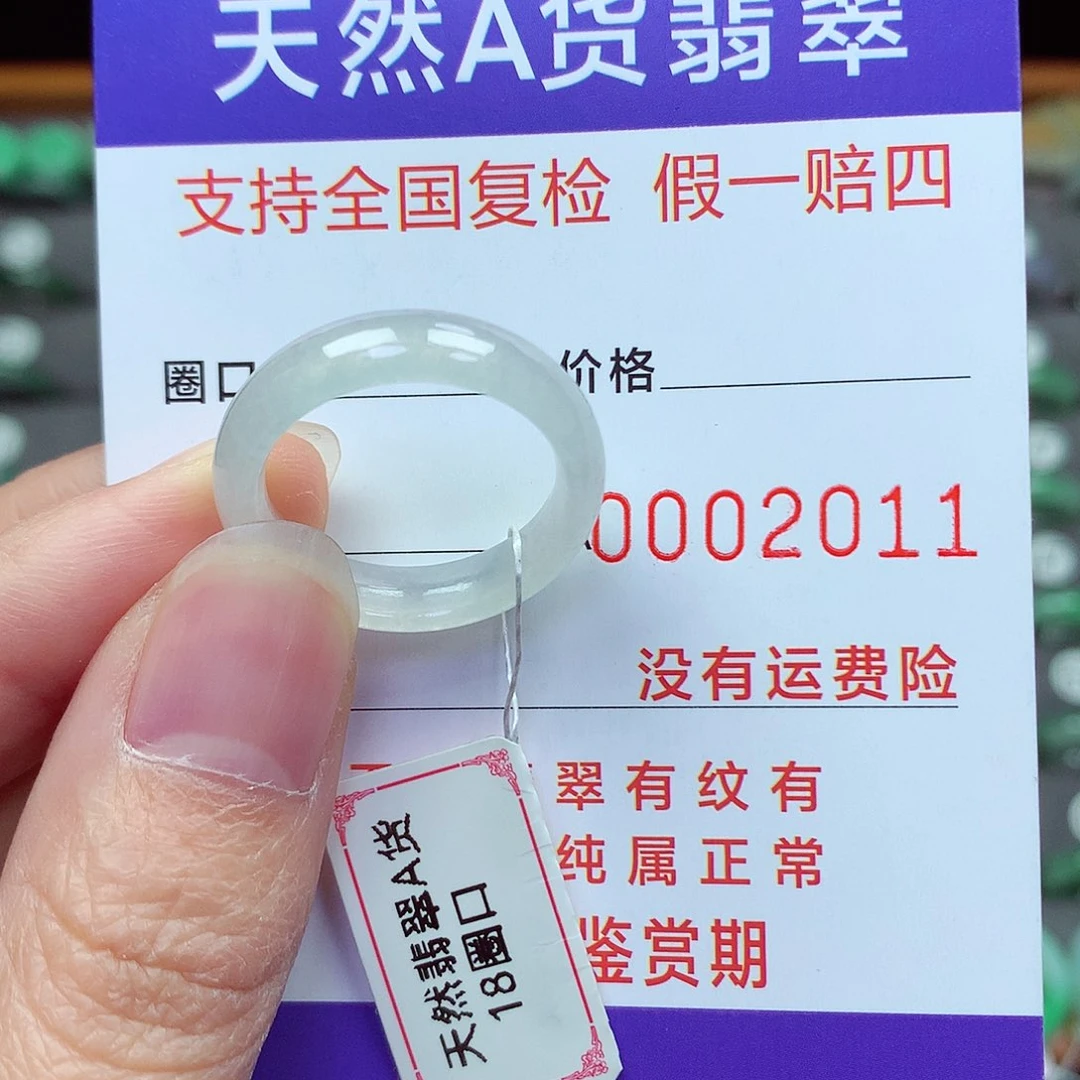 天然A货翡翠
支持全国复检 假一赔四
圈口 价格
0002011
没有运费险
翠有纹有
纯属正常
鉴赏期
天然翡翠A货
18圈口